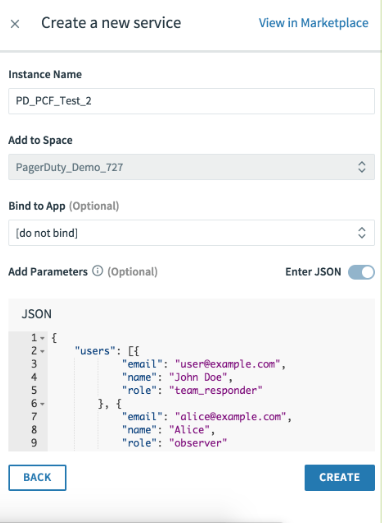 × Create a new service View in Marketplace
Instance Name
PD_PCF_Test_2
Add to Space
PagerDuty_Demo_727
Bind to App (Optional)
[do not bind]
Add Parameters ⓘ (Optional) Enter JSON
JSON
1 {
2 "users": [{
3 "email": "user@example.com",
4 "name": "John Doe",
5 "role": "team_responder"
6 }, {
7 "email": "alice@example.com",
8 "name": "Alice",
9 "role": "observer"
BACK CREATE